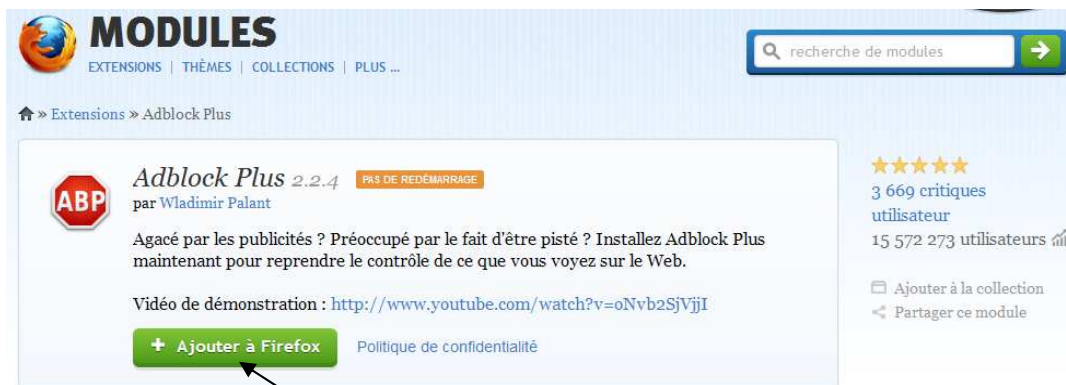 MODULES
EXTENSIONS | THÈMES | COLLECTIONS | PLUS ...
recherche de modules
» Extensions » Adblock Plus
ABP
Adblock Plus 2.2.4 PAS DE REDÉMARRAGE
par Wladimir Palant
Agacé par les publicités ? Préoccupé par le fait d'être pisté ? Installez Adblock Plus
maintenant pour reprendre le contrôle de ce que vous voyez sur le Web.
Vidéo de démonstration : http://www.youtube.com/watch?v=oNvb2SjVjjI
+ Ajouter à Firefox
Politique de confidentialité
3 669 critiques
utilisateur
15 572 273 utilisateurs
Ajouter à la collection
Partager ce module